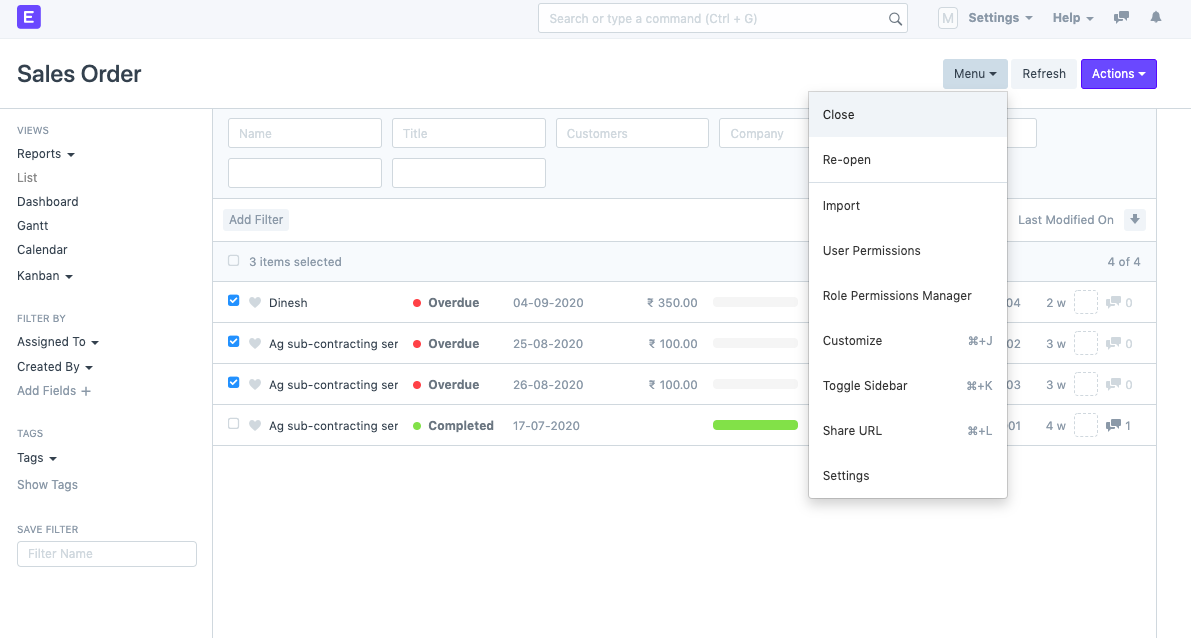 E
Search or type a command (Ctrl + G)
M
Settings
Help
Sales Order
Menu
Refresh
Actions
VIEWS
Reports
List
Dashboard
Gantt
Calendar
Kanban
FILTER BY
Assigned To
Created By
Add Fields +
TAGS
Tags
Show Tags
SAVE FILTER
Filter Name
Name
Title
Customers
Company
Add Filter
Last Modified On
3 items selected
4 of 4
Dinesh Overdue 04-09-2020 ₹ 350.00 04 2 w 0
Ag sub-contracting ser Overdue 25-08-2020 ₹ 100.00 02 3 w 0
Ag sub-contracting ser Overdue 26-08-2020 ₹ 100.00 03 3 w 0
Ag sub-contracting ser Completed 17-07-2020 01 4 w 1
Close
Re-open
Import
User Permissions
Role Permissions Manager
Customize ⌘+J
Toggle Sidebar ⌘+K
Share URL ⌘+L
Settings